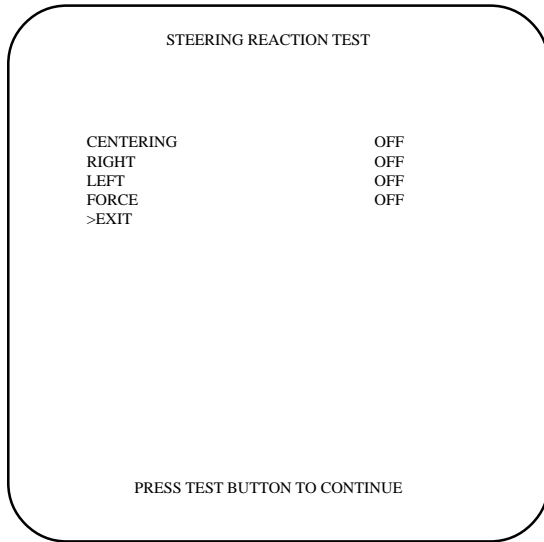 STEERING REACTION TEST
CENTERING OFF
RIGHT OFF
LEFT OFF
FORCE OFF
>EXIT
PRESS TEST BUTTON TO CONTINUE